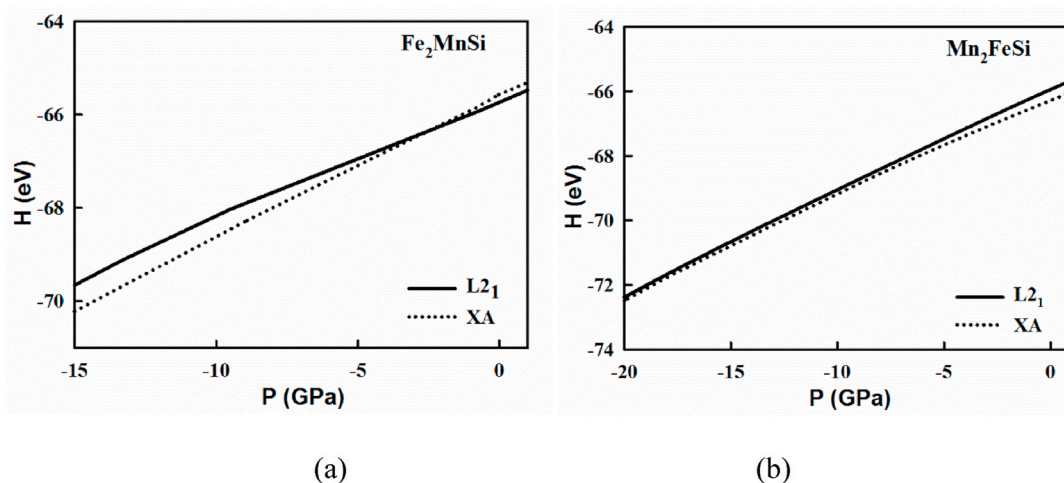 -64
-66
-68
-70
H (eV)
Fe₂MnSi
L2₁
XA
-15
-10
-5
0
P (GPa)
(a)
-64
-66
-68
-70
-72
-74
H (eV)
Mn₂FeSi
L2₁
XA
-20
-15
-10
-5
0
P (GPa)
(b)